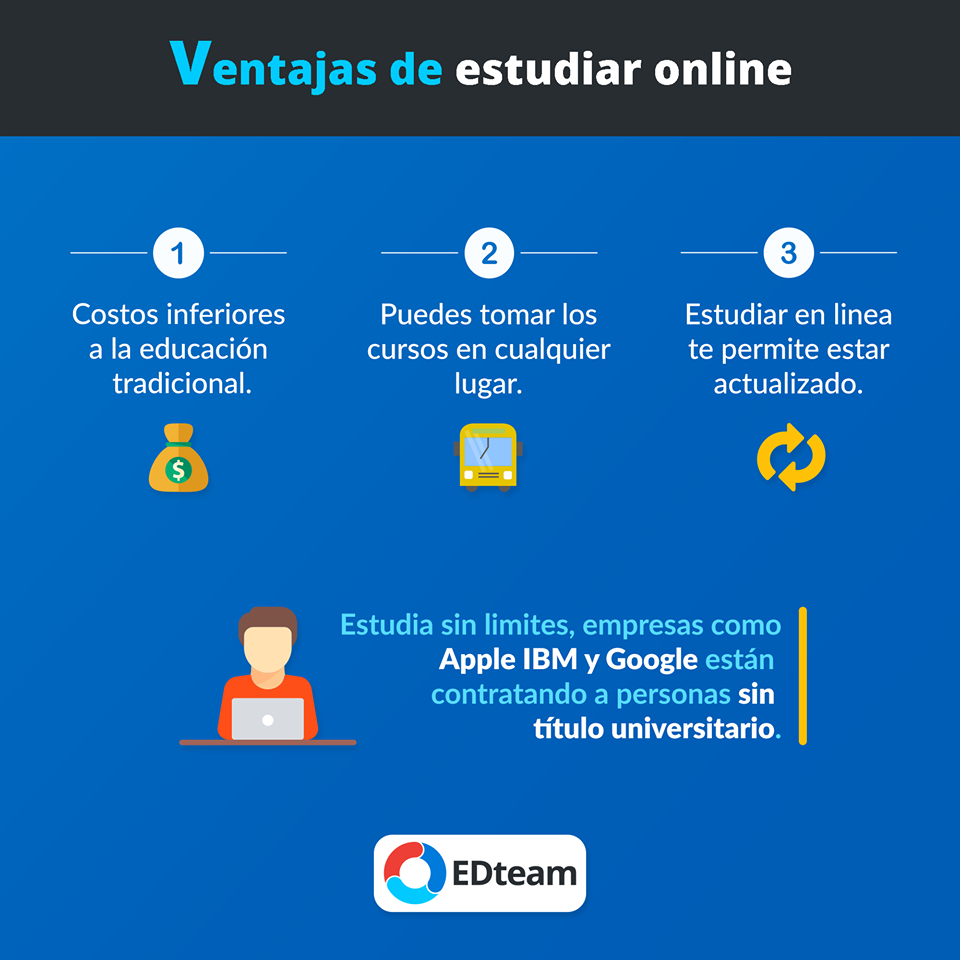 Ventajas de estudiar online
1
Costos inferiores
a la educación
tradicional.
2
Puedes tomar los
cursos en cualquier
lugar.
3
Estudiar en linea
te permite estar
actualizado.
$
Estudia sin limites, empresas como
Apple IBM y Google están
contratando a personas sin
título universitario.
EDteam